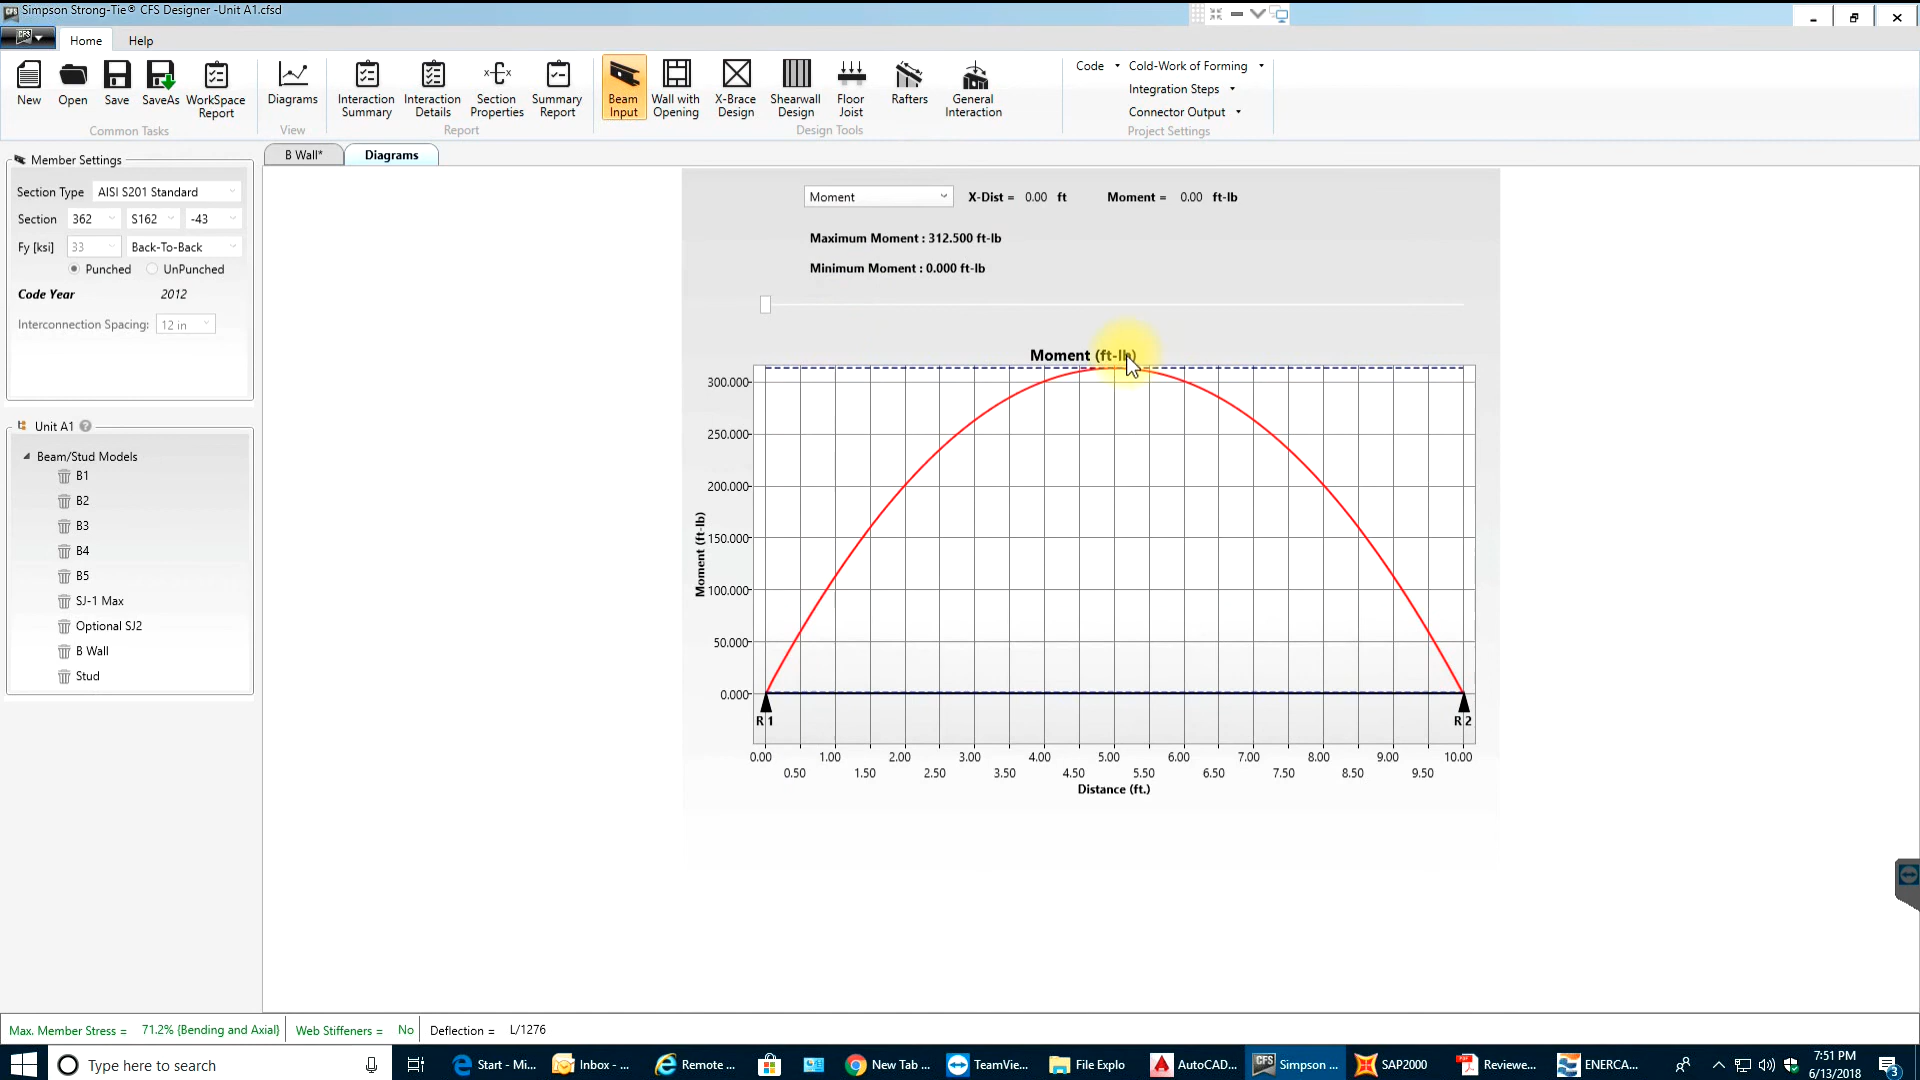 Simpson Strong-Tie® CFS Designer -Unit A1.cfsd
CFS
Home Help
New Open Save SaveAs WorkSpace Report
Common Tasks
Diagrams
View
Interaction Summary Interaction Details Section Properties Summary Report
Report
Beam Input Wall with Opening X-Brace Design Shearwall Design Floor Joist Rafters General Interaction
Design Tools
Code Cold-Work of Forming
Integration Steps
Connector Output
Project Settings
B Wall* Diagrams
Member Settings
Section Type AISI S201 Standard
Section 362 S162 -43
Fy [ksi] 33 Back-To-Back
Punched UnPunched
Code Year 2012
Interconnection Spacing: 12 in
Unit A1
Beam/Stud Models
B1
B2
B3
B4
B5
SJ-1 Max
Optional SJ2
B Wall
Stud
Moment X-Dist = 0.00 ft Moment = 0.00 ft-lb
Maximum Moment : 312.500 ft-lb
Minimum Moment : 0.000 ft-lb
Moment (ft-lb)
Moment (ft-lb)
300.000
250.000
200.000
150.000
100.000
50.000
0.000
R 1 R 2
0.00 1.00 2.00 3.00 4.00 5.00 6.00 7.00 8.00 9.00 10.00
0.50 1.50 2.50 3.50 4.50 5.50 6.50 7.50 8.50 9.50
Distance (ft.)
Max. Member Stress = 71.2% {Bending and Axial} Web Stiffeners = No Deflection = L/1276
Type here to search Start - Mi... Inbox - ... Remote ... New Tab ... TeamVie... File Explo AutoCAD... CFS Simpson ... SAP2000 Reviewe... ENERCA...
7:51 PM
6/13/2018
3